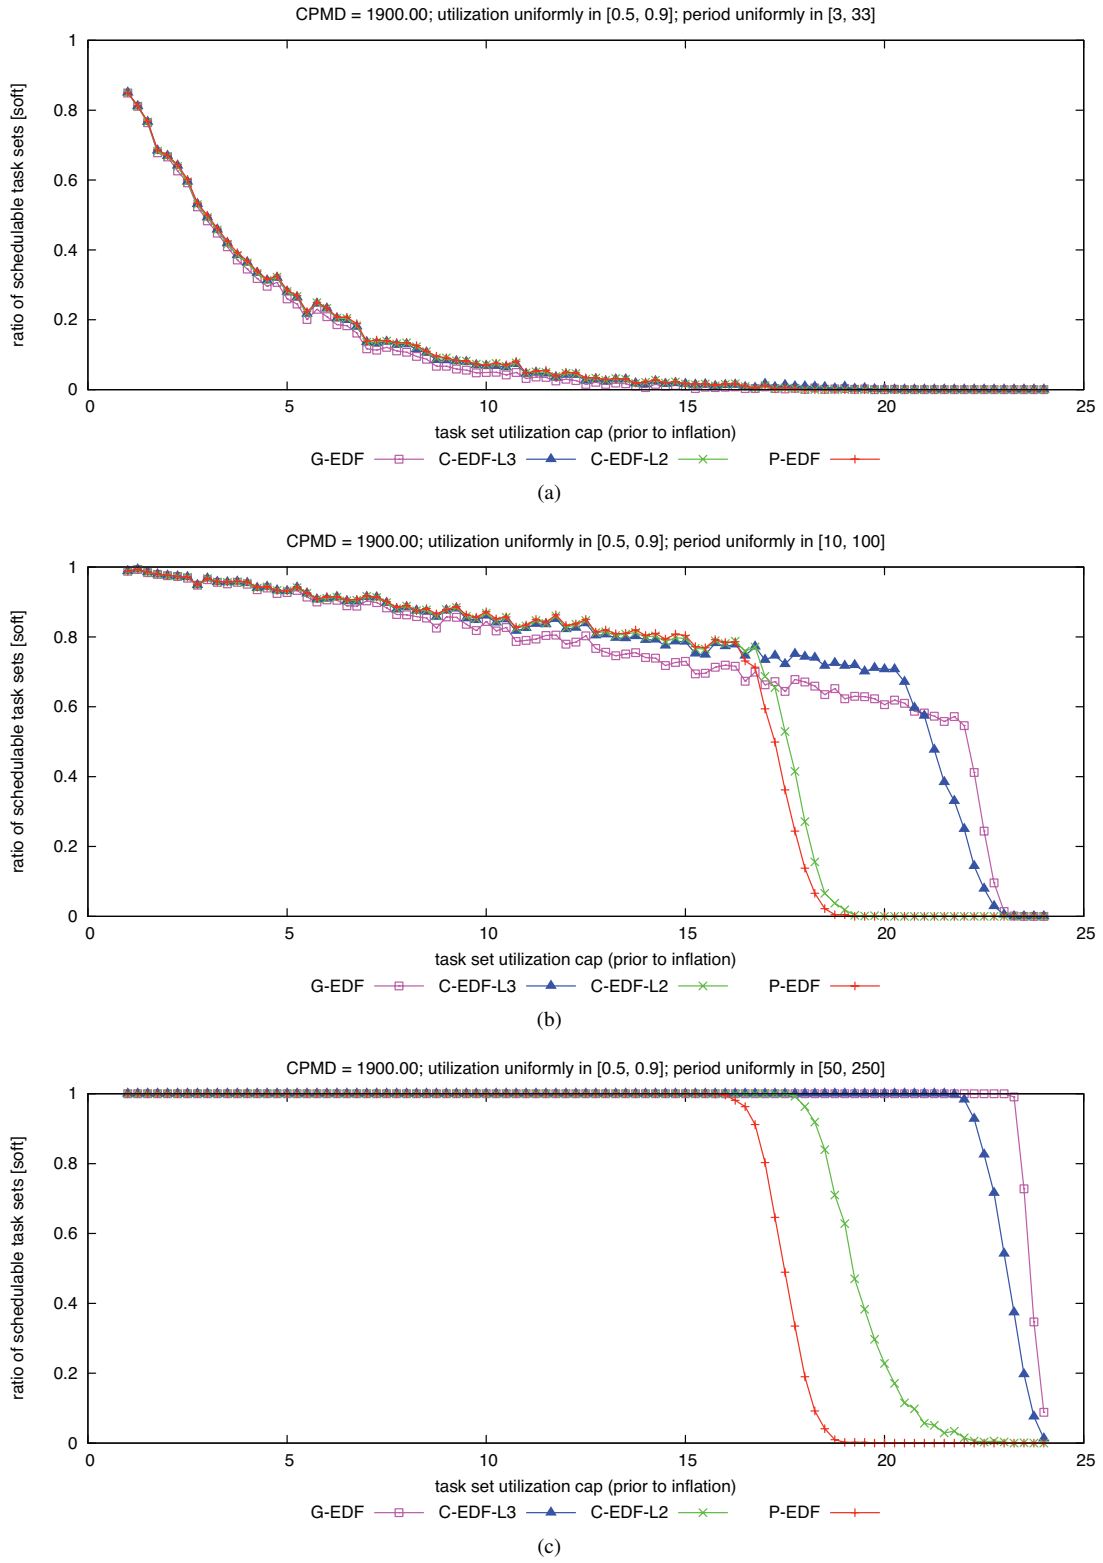 CPMD = 1900.00; utilization uniformly in [0.5, 0.9]; period uniformly in [3, 33]
ratio of schedulable task sets [soft]
1
0.8
0.6
0.4
0.2
0
0 5 10 15 20 25
task set utilization cap (prior to inflation)
G-EDF C-EDF-L3 C-EDF-L2 P-EDF
(a)
CPMD = 1900.00; utilization uniformly in [0.5, 0.9]; period uniformly in [10, 100]
ratio of schedulable task sets [soft]
1
0.8
0.6
0.4
0.2
0
0 5 10 15 20 25
task set utilization cap (prior to inflation)
G-EDF C-EDF-L3 C-EDF-L2 P-EDF
(b)
CPMD = 1900.00; utilization uniformly in [0.5, 0.9]; period uniformly in [50, 250]
ratio of schedulable task sets [soft]
1
0.8
0.6
0.4
0.2
0
0 5 10 15 20 25
task set utilization cap (prior to inflation)
G-EDF C-EDF-L3 C-EDF-L2 P-EDF
(c)